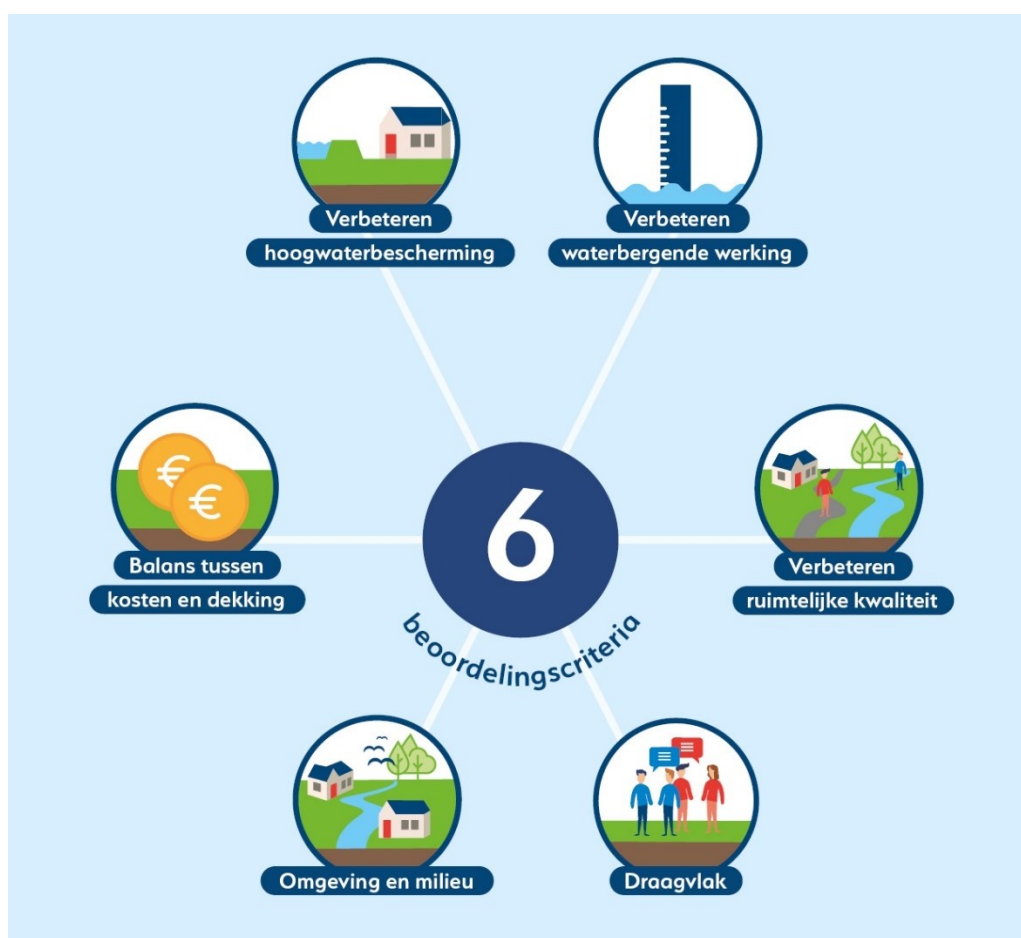 Verbeteren
hoogwaterbescherming
Verbeteren
waterbergende werking
€
€
Balans tussen
kosten en dekking
6
beoordelingscriteria
Verbeteren
ruimtelijke kwaliteit
Omgeving en milieu
Draagvlak